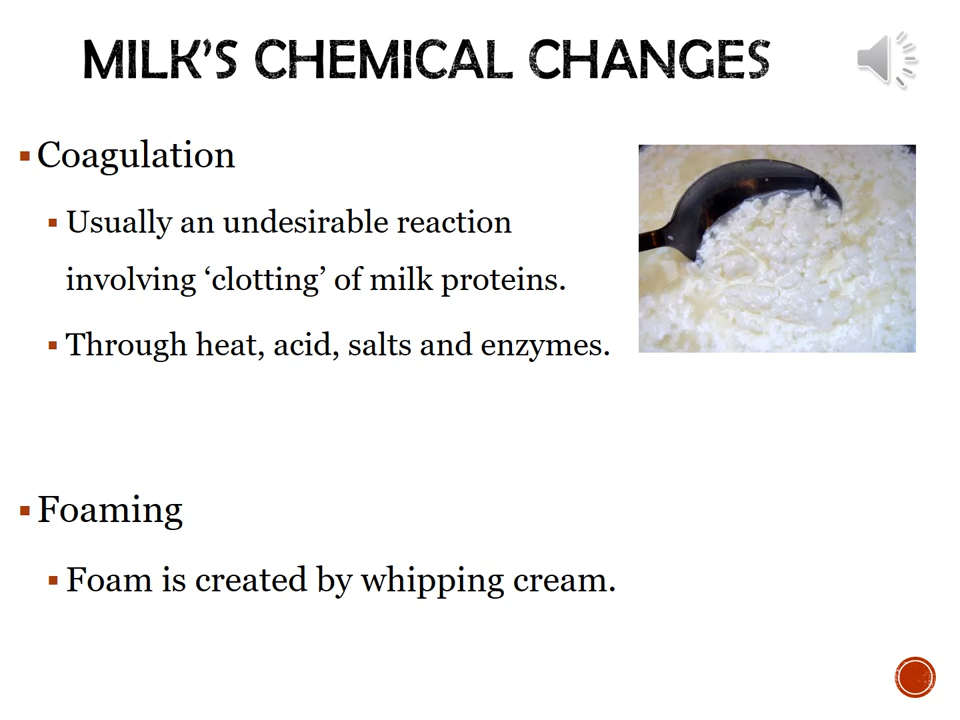 MILK'S CHEMICAL CHANGES
▪ Coagulation
▪ Usually an undesirable reaction
involving ‘clotting’ of milk proteins.
▪ Through heat, acid, salts and enzymes.
▪ Foaming
▪ Foam is created by whipping cream.